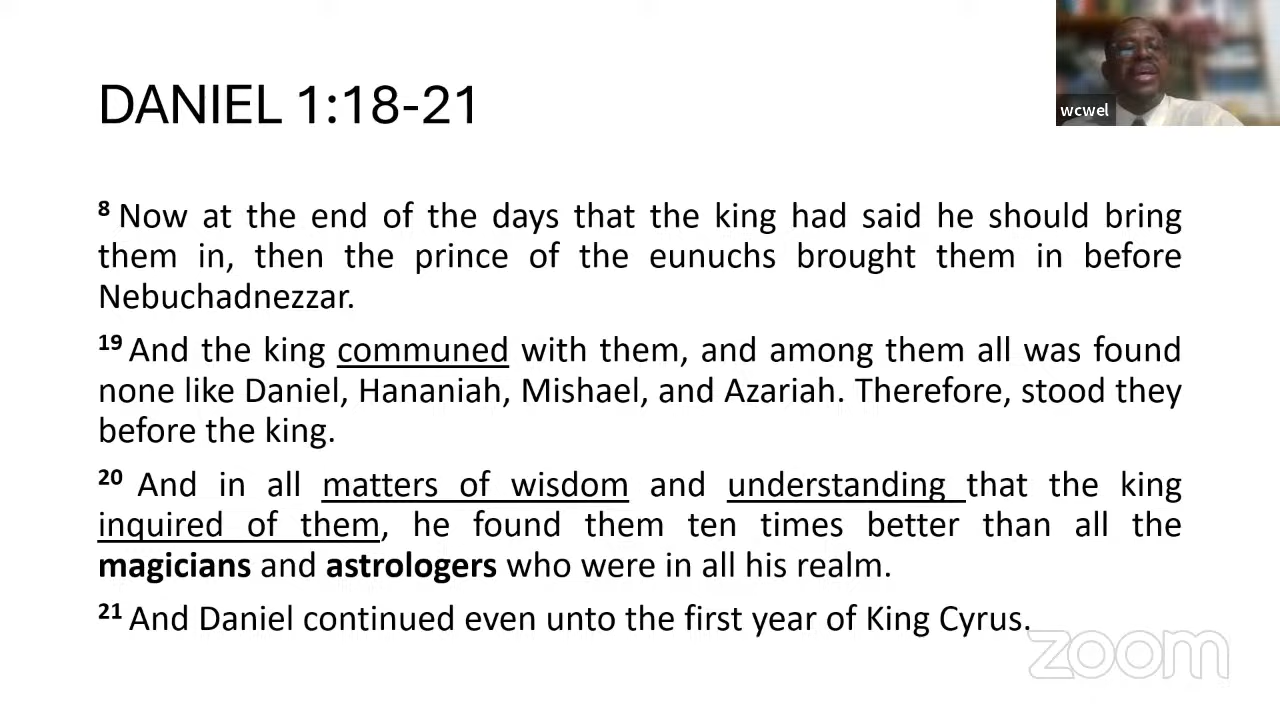 DANIEL 1:18-21
wcwel
8 Now at the end of the days that the king had said he should bring
them in, then the prince of the eunuchs brought them in before
Nebuchadnezzar.
19 And the king communed with them, and among them all was found
none like Daniel, Hananiah, Mishael, and Azariah. Therefore, stood they
before the king.
20 And in all matters of wisdom and understanding that the king
inquired of them, he found them ten times better than all the
magicians and astrologers who were in all his realm.
21 And Daniel continued even unto the first year of King Cyrus.
zoom